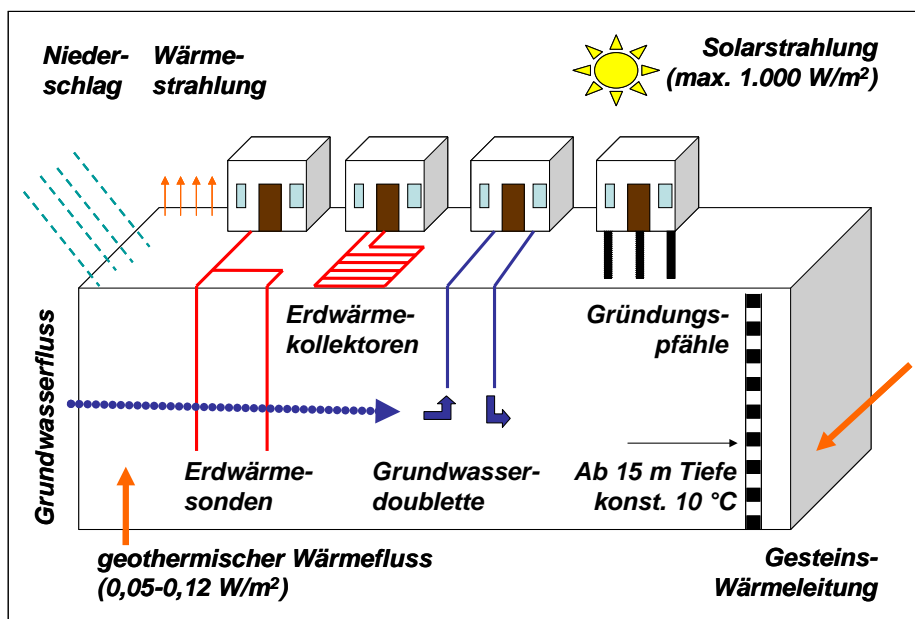 Nieder-
schlag
Wärme-
strahlung
Solarstrahlung
(max. 1.000 W/m²)
Grundwasserfluss
Erdwärme-
kollektoren
Gründungs-
pfähle
Erdwärme-
sonden
Grundwasser-
doublette
Ab 15 m Tiefe
konst. 10 °C
geothermischer Wärmefluss
(0,05-0,12 W/m²)
Gesteins-
Wärmeleitung